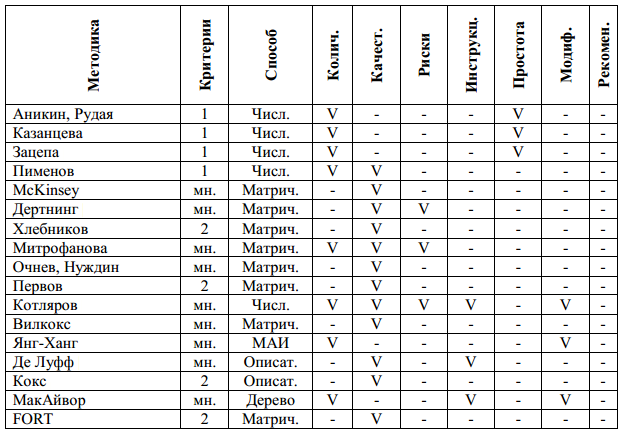 Методика Критерии Способ Колич. Качест. Риски Инструкц. Простота Модиф. Рекомен.
Аникин, Рудая 1 Числ. V - - - V - -
Казанцева 1 Числ. V - - - V - -
Зацепа 1 Числ. V - - - V - -
Пименов 1 Числ. V V - - - - -
McKinsey мн. Матрич. - V - - - - -
Дертнинг мн. Матрич. - V V - - - -
Хлебников 2 Матрич. - V - - - - -
Митрофанова мн. Матрич. V V V - - - -
Очнев, Нуждин мн. Матрич. - V - - - - -
Первов 2 Матрич. - V - - - - -
Котляров мн. Числ. V V V V - V -
Вилкокс мн. Матрич. - V - - - - -
Янг-Ханг мн. МАИ V - - - - V -
Де Луфф мн. Описат. - V - V - - -
Кокс 2 Описат. - V - - - - -
МакАйвор мн. Дерево V - - V - V -
FORT 2 Матрич. - V - - - - -